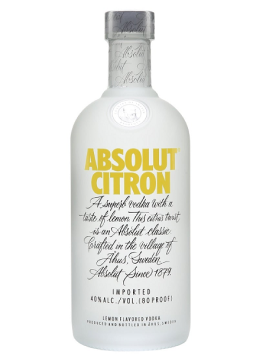 ABSOLUT
CITRON
A superb vodka with a
taste of lemon. This citrus twist
is an Absolut classic.
Crafted in the village of
Åhus, Sweden.
Absolut Since 1879.
IMPORTED
40% ALC./VOL. (80 PROOF)
LEMON FLAVORED VODKA
PRODUCED AND BOTTLED IN ÅHUS, SWEDEN